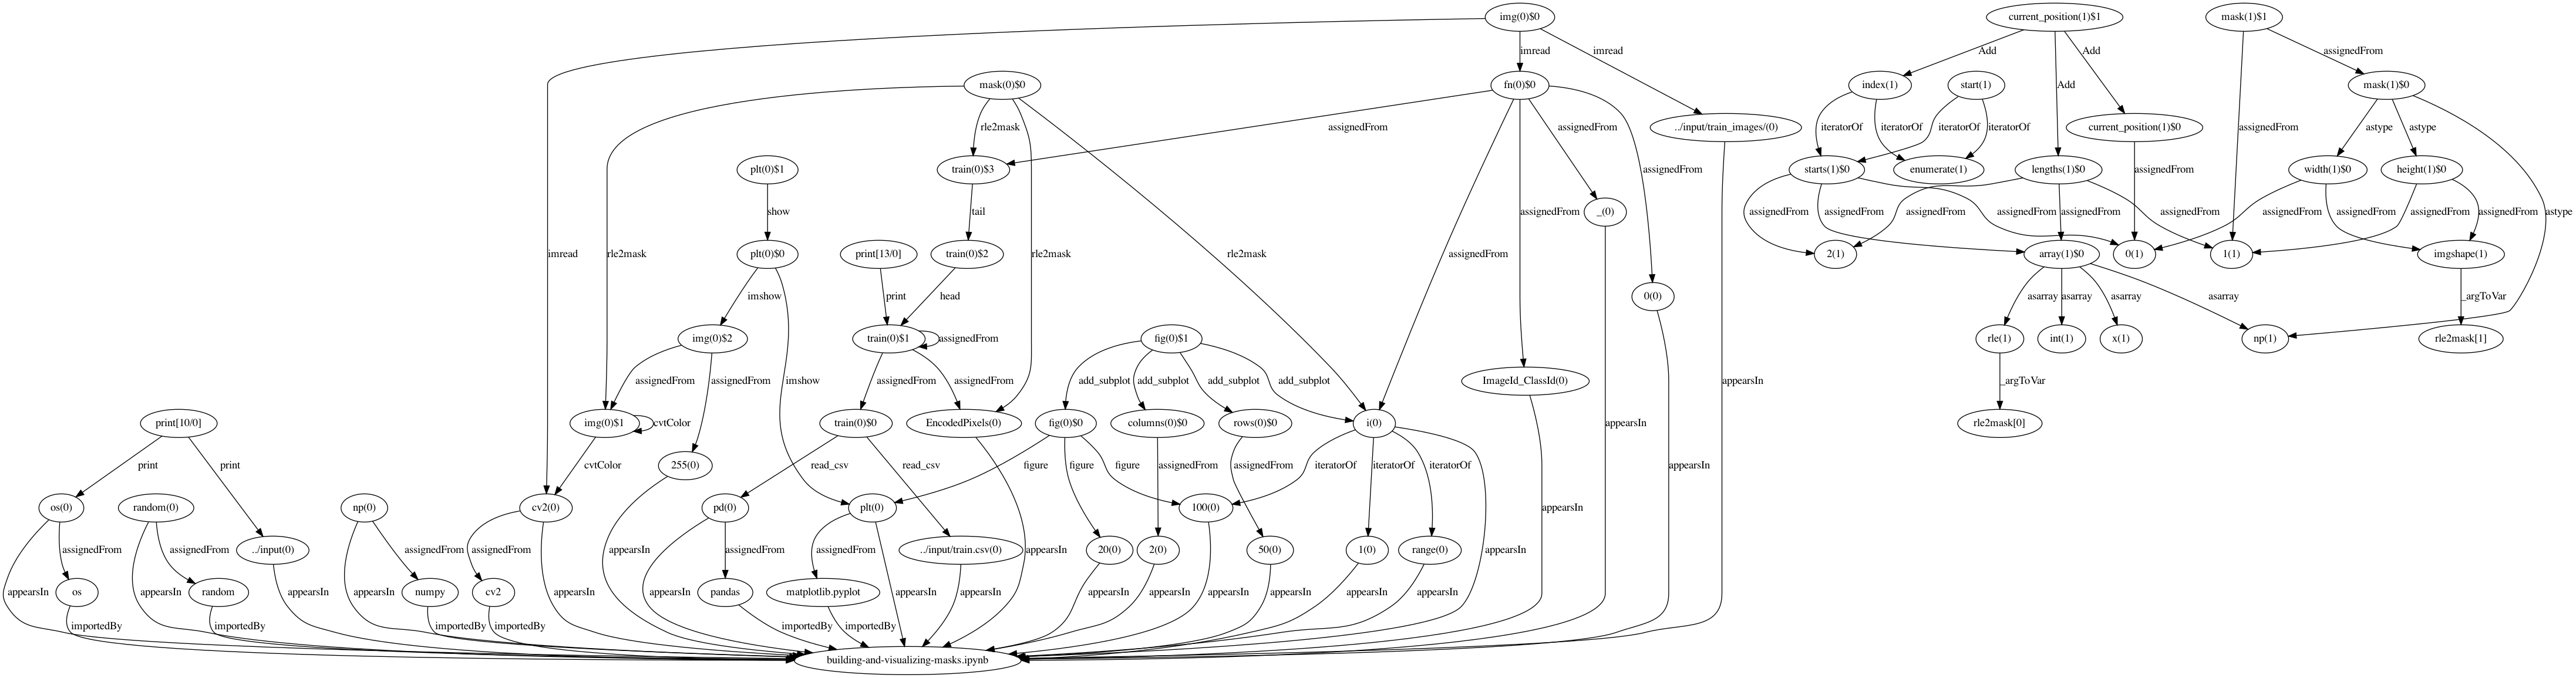 img(0)$0 current_position(1)$1 mask(1)$1
imread imread Add Add assignedFrom
mask(0)$0 fn(0)$0 index(1) start(1) mask(1)$0
rle2mask assignedFrom assignedFrom ../input/train_images/(0) iteratorOf iteratorOf iteratorOf iteratorOf Add current_position(1)$0 assignedFrom astype astype
plt(0)$1 train(0)$3 assignedFrom starts(1)$0 enumerate(1) lengths(1)$0 assignedFrom width(1)$0 height(1)$0
show tail assignedFrom _(0) assignedFrom assignedFrom assignedFrom assignedFrom assignedFrom assignedFrom assignedFrom assignedFrom assignedFrom assignedFrom astype
imread rle2mask plt(0)$0 print[13/0] train(0)$2 rle2mask rle2mask assignedFrom 2(1) array(1)$0 0(1) 1(1) imgshape(1)
imshow print head 0(0) asarray asarray asarray asarray _argToVar
img(0)$2 train(0)$1 assignedFrom fig(0)$1 rle(1) int(1) x(1) np(1) rle2mask[1]
assignedFrom assignedFrom imshow assignedFrom assignedFrom add_subplot add_subplot add_subplot add_subplot ImageId_ClassId(0) appearsIn _argToVar
print[10/0] img(0)$1 cvtColor train(0)$0 EncodedPixels(0) fig(0)$0 columns(0)$0 rows(0)$0 i(0) appearsIn rle2mask[0]
print print cvtColor 255(0) read_csv read_csv figure figure figure assignedFrom assignedFrom iteratorOf iteratorOf iteratorOf appearsIn
os(0) random(0) np(0) cv2(0) pd(0) plt(0) 100(0) appearsIn
assignedFrom assignedFrom ../input(0) assignedFrom assignedFrom appearsIn assignedFrom assignedFrom ../input/train.csv(0) appearsIn 20(0) 2(0) 50(0) 1(0) range(0) appearsIn
appearsIn os appearsIn random appearsIn appearsIn numpy cv2 appearsIn appearsIn pandas matplotlib.pyplot appearsIn appearsIn appearsIn appearsIn appearsIn appearsIn appearsIn appearsIn
importedBy importedBy importedBy importedBy importedBy importedBy
building-and-visualizing-masks.ipynb